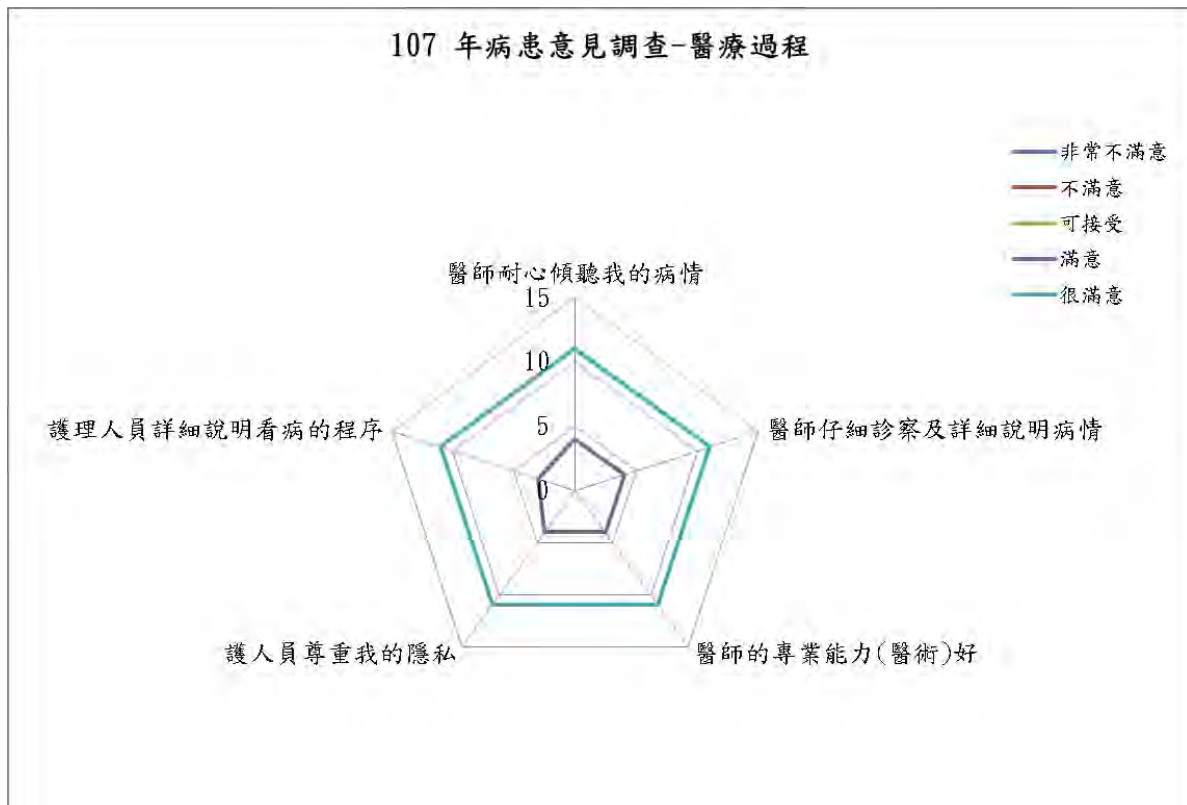 107 年病患意見調查-醫療過程
非常不滿意
不滿意
可接受
滿意
很滿意
醫師耐心傾聽我的病情
15
10
5
0
護理人員詳細說明看病的程序
醫師仔細診察及詳細說明病情
護人員尊重我的隱私
醫師的專業能力(醫術)好